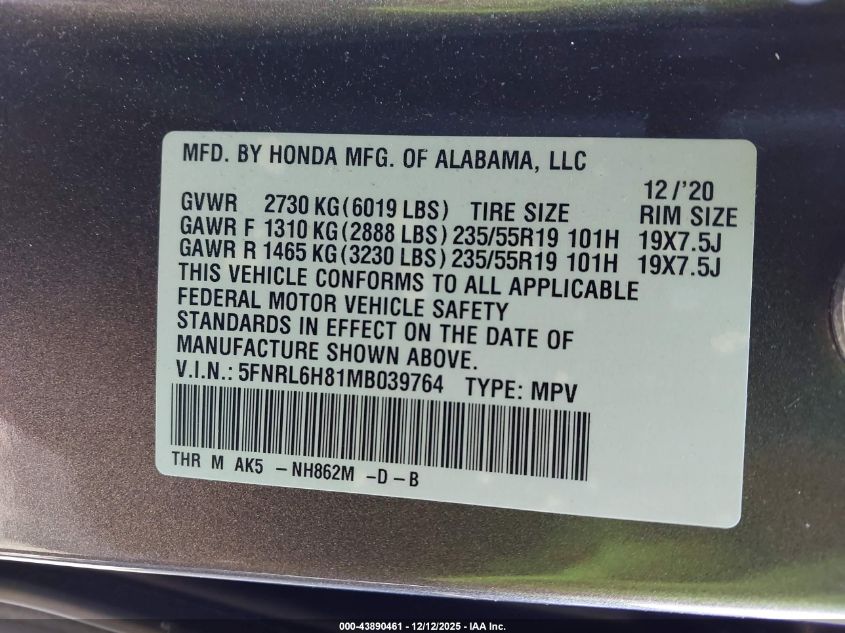 MFD. BY HONDA MFG. OF ALABAMA, LLC
12/'20
GVWR 2730 KG(6019 LBS) TIRE SIZE RIM SIZE
GAWR F 1310 KG(2888 LBS) 235/55R19 101H 19X7.5J
GAWR R 1465 KG(3230 LBS) 235/55R19 101H 19X7.5J
THIS VEHICLE CONFORMS TO ALL APPLICABLE
FEDERAL MOTOR VEHICLE SAFETY
STANDARDS IN EFFECT ON THE DATE OF
MANUFACTURE SHOWN ABOVE.
V.I.N.: 5FNRL6H81MB039764 TYPE: MPV
THR M AK5 -NH862M -D-B
000-43890461 - 12/12/2025 - IAA Inc.